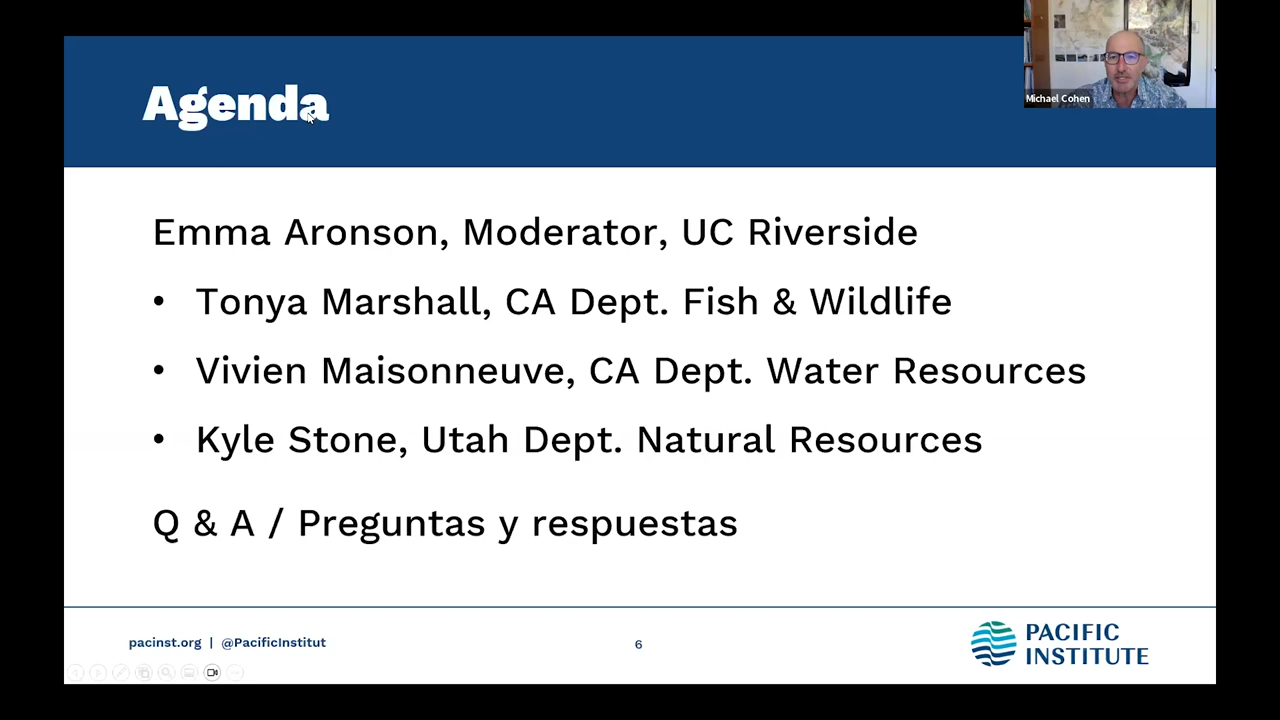 Agenda
Michael Cohen
Emma Aronson, Moderator, UC Riverside
• Tonya Marshall, CA Dept. Fish & Wildlife
• Vivien Maisonneuve, CA Dept. Water Resources
• Kyle Stone, Utah Dept. Natural Resources
Q & A / Preguntas y respuestas
pacinst.org | @PacificInstitut
6
PACIFIC
INSTITUTE